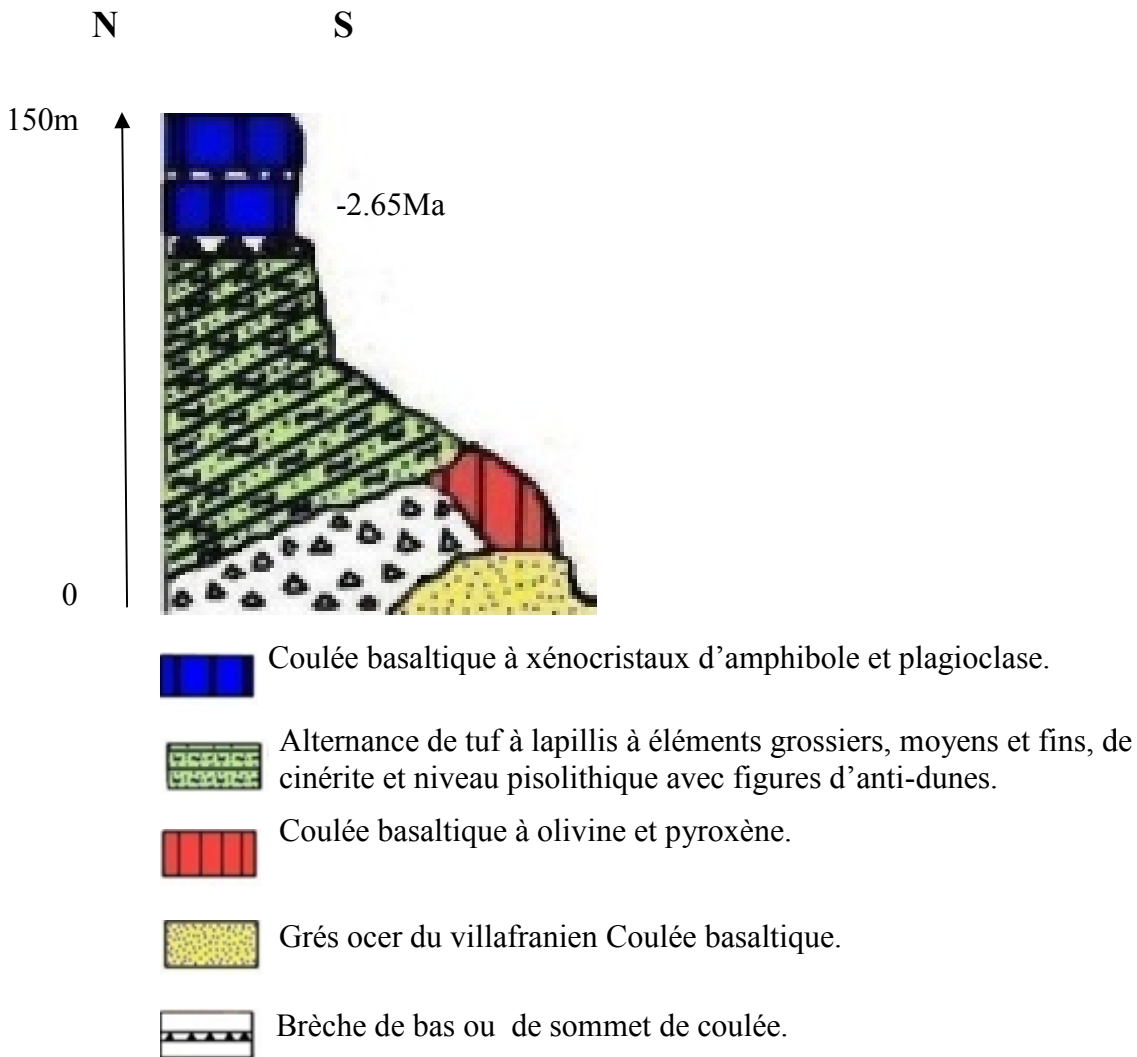 N S
150m
-2.65Ma
0
Coulée basaltique à xénocristaux d’amphibole et plagioclase.
Alternance de tuf à lapillis à éléments grossiers, moyens et fins, de
cinérite et niveau pisolithique avec figures d’anti-dunes.
Coulée basaltique à olivine et pyroxène.
Grés ocer du villafranien Coulée basaltique.
Brèche de bas ou de sommet de coulée.